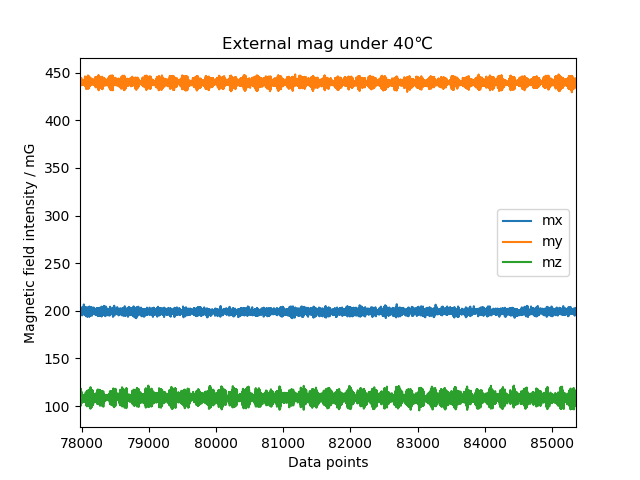 External mag under 40℃
Magnetic field intensity / mG
450
400
350
300
250
200
150
100
mx
my
mz
78000 79000 80000 81000 82000 83000 84000 85000
Data points